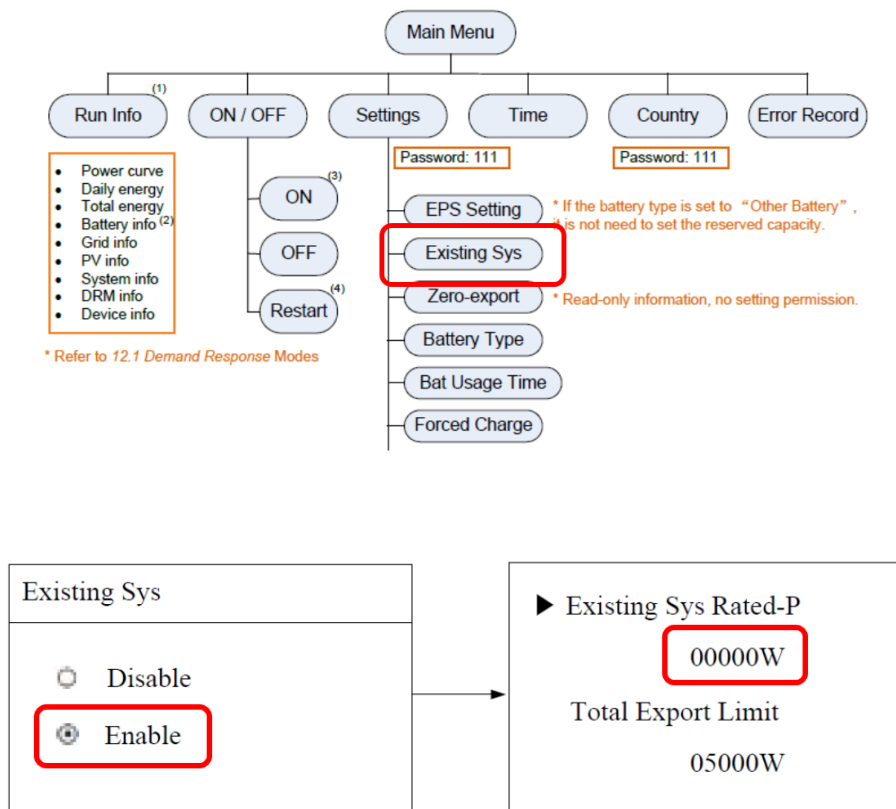 Main Menu
(1)
Run Info
ON / OFF
Settings
Time
Country
Error Record
Password: 111
Password: 111
• Power curve
• Daily energy
• Total energy
• Battery info (2)
• Grid info
• PV info
• System info
• DRM info
• Device info
* Refer to 12.1 Demand Response Modes
(3)
ON
OFF
(4)
Restart
EPS Setting
* If the battery type is set to “Other Battery”,
it is not need to set the reserved capacity.
Existing Sys
Zero-export
* Read-only information, no setting permission.
Battery Type
Bat Usage Time
Forced Charge
Existing Sys
Disable
Enable
▶ Existing Sys Rated-P
00000W
Total Export Limit
05000W